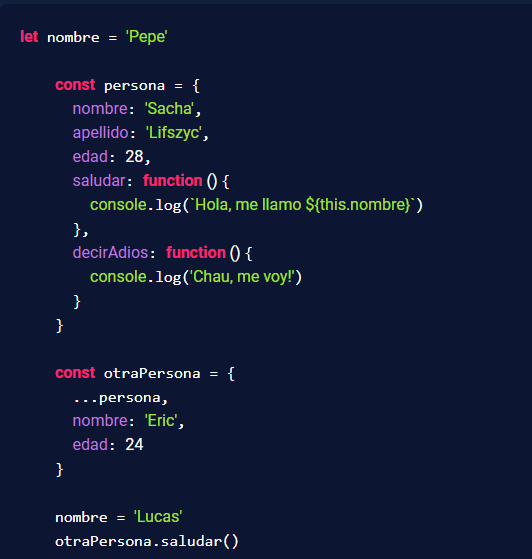 let nombre = 'Pepe'
const persona = {
nombre: 'Sacha',
apellido: 'Lifszyc',
edad: 28,
saludar: function () {
console.log(`Hola, me llamo ${this.nombre}`)
},
decirAdios: function () {
console.log('Chau, me voy!')
}
}
const otraPersona = {
...persona,
nombre: 'Eric',
edad: 24
}
nombre = 'Lucas'
otraPersona.saludar()